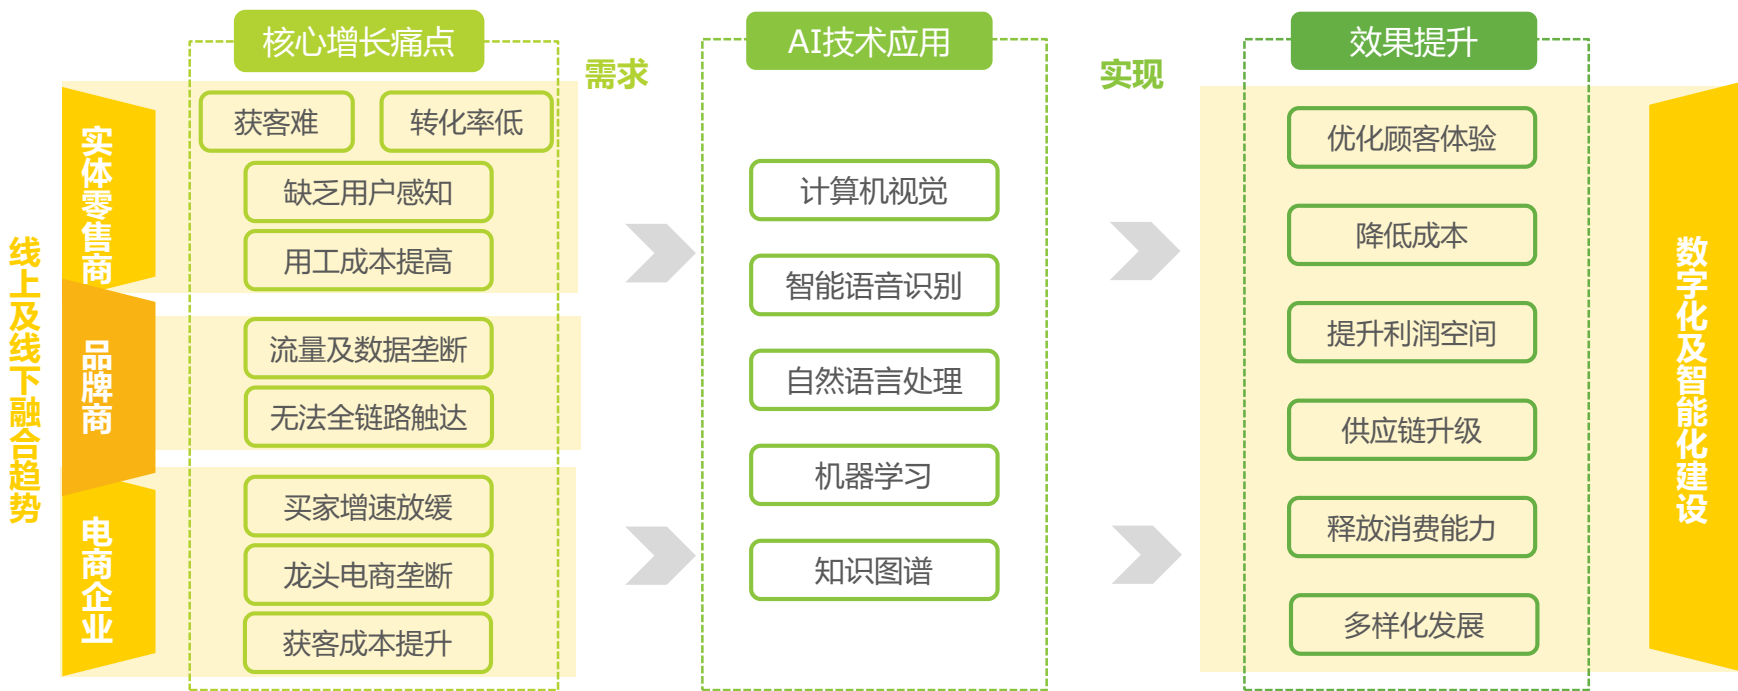 线上及线下融合趋势
实体零售商
品牌商
电商企业
核心增长痛点
获客难
转化率低
缺乏用户感知
用工成本提高
流量及数据垄断
无法全链路触达
买家增速放缓
龙头电商垄断
获客成本提升
需求
AI技术应用
计算机视觉
智能语音识别
自然语言处理
机器学习
知识图谱
实现
效果提升
优化顾客体验
降低成本
提升利润空间
供应链升级
释放消费能力
多样化发展
数字化及智能化建设